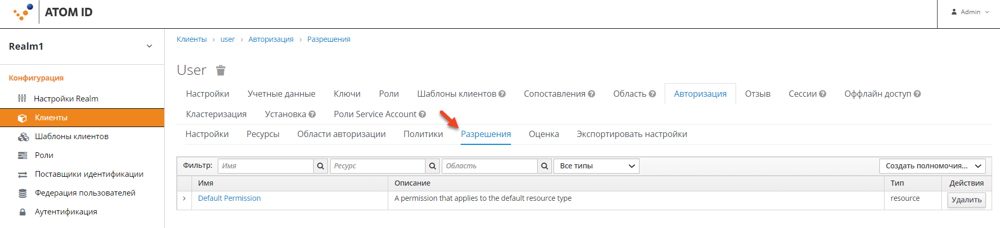 ATOM ID
Admin
Realm1
Конфигурация
Настройки Realm
Клиенты
Шаблоны клиентов
Роли
Поставщики идентификации
Федерация пользователей
Аутентификация
Клиенты > user > Авторизация > Разрешения
User
Настройки Учетные данные Ключи Роли Шаблоны клиентов ? Сопоставления ? Область ? Авторизация Отзыв Сессии ? Оффлайн доступ ?
Кластеризация Установка ? Роли Service Account ?
Настройки Ресурсы Области авторизации Политики Разрешения Оценка Экспортировать настройки
Фильтр: Имя Ресурс Область Все типы Создать полномочия...
Имя Описание Тип Действия
Default Permission A permission that applies to the default resource type resource Удалить